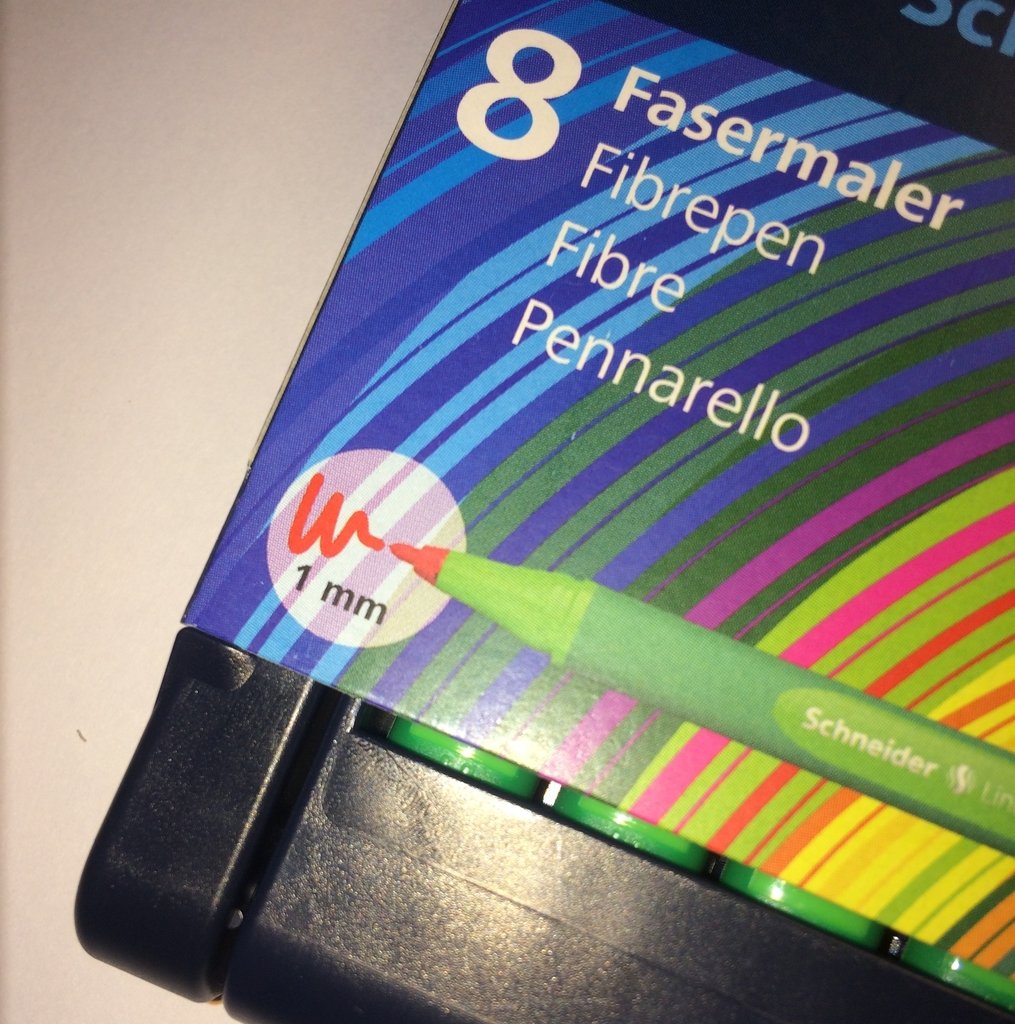 8 Fasermaler
Fibrepen
Fibre
Pennarello
1 mm
Schneider